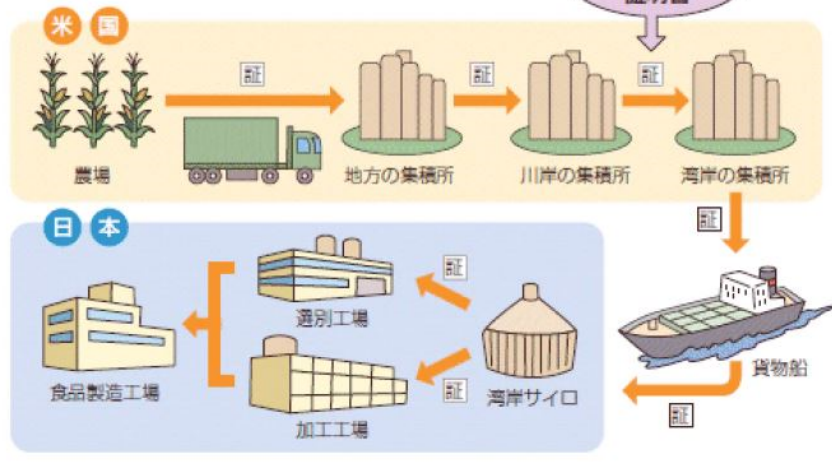 米国
証
証
証
農場
地方の集積所
川岸の集積所
湾岸の集積所
証
日本
証
選別工場
貨物船
食品製造工場
証
湾岸サイロ
証
加工工場